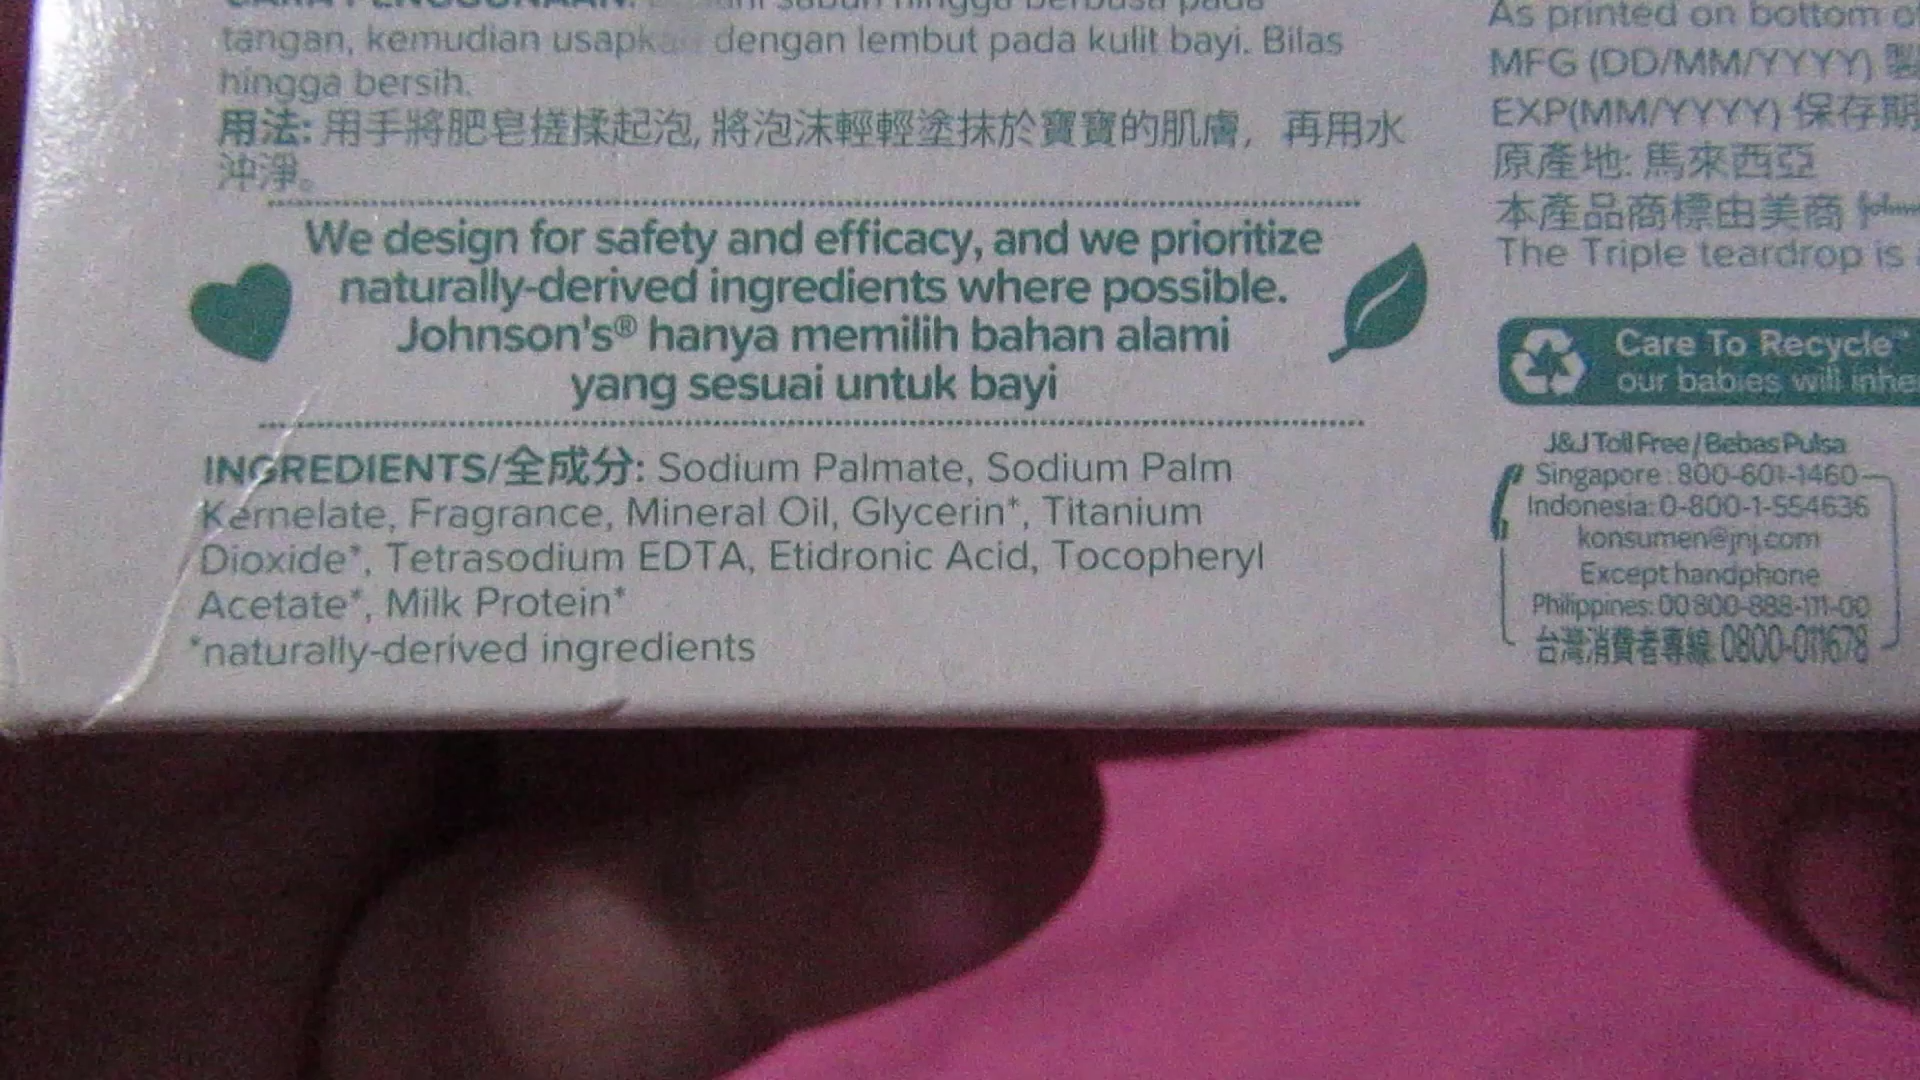 tangan, kemudian usapkan dengan lembut pada kulit bayi. Bilas
hingga bersih.
用法: 用手將肥皂搓揉起泡, 將泡沫輕輕塗抹於寶寶的肌膚, 再用水
沖淨。
We design for safety and efficacy, and we prioritize
naturally-derived ingredients where possible.
Johnson's® hanya memilih bahan alami
yang sesuai untuk bayi
INGREDIENTS/全成分: Sodium Palmate, Sodium Palm
Kernelate, Fragrance, Mineral Oil, Glycerin*, Titanium
Dioxide*, Tetrasodium EDTA, Etidronic Acid, Tocopheryl
Acetate*, Milk Protein*
*naturally-derived ingredients
As printed on bottom of
MFG (DD/MM/YYYY) 製
EXP(MM/YYYY) 保存期
原產地: 馬來西亞
本產品商標由美商
The Triple teardrop is
Care To Recycle™
our babies will
J&J Toll Free / Bebas Pulsa
Singapore : 800-601-1460
Indonesia: 0-800-1-554636
konsumen@jnj.com
Except handphone
Philippines: 00 800-888-111-00
台灣消費者專線: 0800-011678